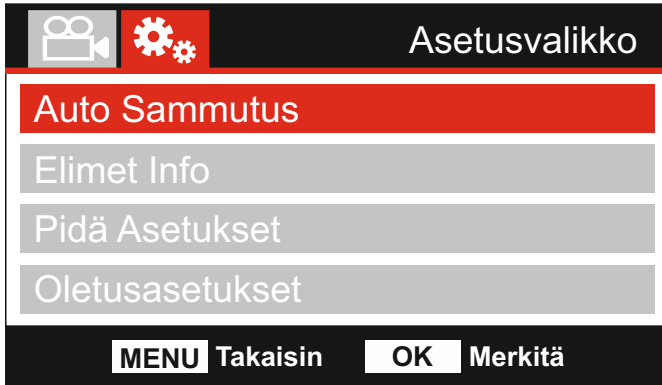 Asetusvalikko
Auto Sammutus
Elimet Info
Pidä Asetukset
Oletusasetukset
MENU Takaisin OK Merkitä